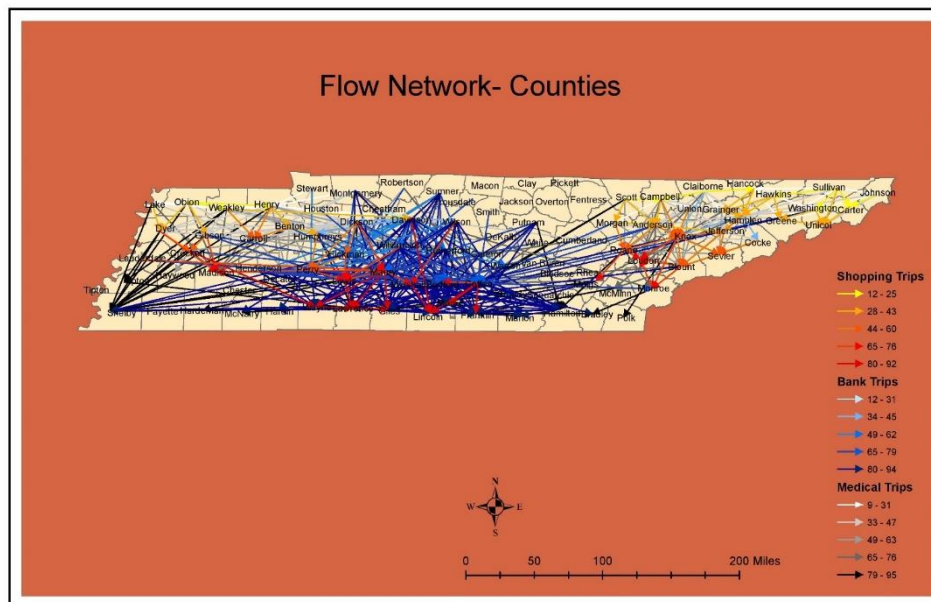 Flow Network- Counties
Stewart
Montgomery
Robertson
Sumner
Macon
Clay
Pickett
Scott
Campbell
Claiborne
Hancock
Hawkins
Sullivan
Johnson
Lake
Obion
Weakley
Henry
Houston
Cheatham
Smith
Jackson
Overton
Fentress
Morgan
Anderson
Union
Grainger
Hamblen
Greene
Washington
Carter
Unicoi
Dyer
Gibson
Carroll
Benton
Humphreys
Dickson
Wilson
DeKalb
Putnam
Cumberland
Knox
Jefferson
Cocke
Sevier
Blount
Loudon
Roane
Madison
Henderson
Perry
Hickman
Rhea
Monroe
McMinn
Tipton
Haywood
Shelby
Fayette
McNairy
Hardin
Giles
Lincoln
Franklin
Marion
Hamilton
Bradley
Polk
Shopping Trips
12 - 25
28 - 43
44 - 60
65 - 76
80 - 92
Bank Trips
12 - 31
34 - 45
49 - 62
65 - 79
80 - 94
Medical Trips
9 - 31
33 - 47
49 - 63
65 - 76
79 - 95
N
W E
S
0 50 100 200 Miles